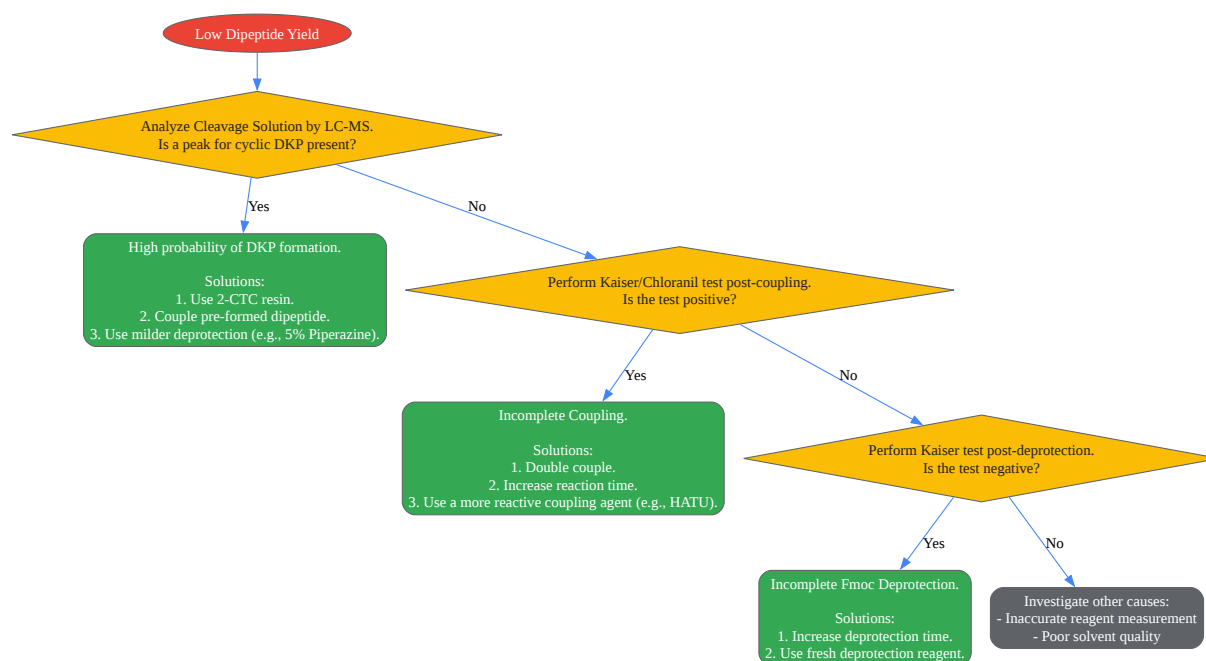 Low Dipeptide Yield
Analyze Cleavage Solution by LC-MS.
Is a peak for cyclic DKP present?
Yes
No
High probability of DKP formation.
Solutions:
1. Use 2-CTC resin.
2. Couple pre-formed dipeptide.
3. Use milder deprotection (e.g., 5% Piperazine).
Perform Kaiser/Chloranil test post-coupling.
Is the test positive?
Yes
No
Incomplete Coupling.
Solutions:
1. Double couple.
2. Increase reaction time.
3. Use a more reactive coupling agent (e.g., HATU).
Perform Kaiser test post-deprotection.
Is the test negative?
Yes
No
Incomplete Fmoc Deprotection.
Solutions:
1. Increase deprotection time.
2. Use fresh deprotection reagent.
Investigate other causes:
- Inaccurate reagent measurement
- Poor solvent quality